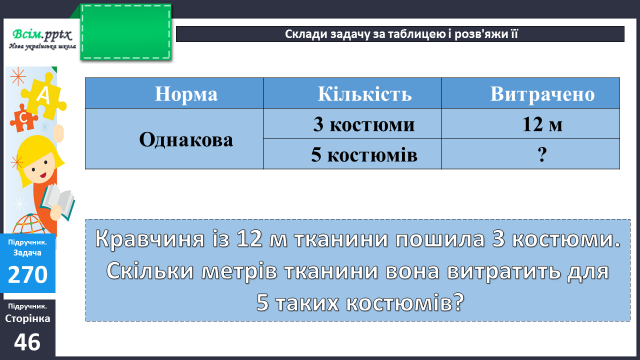 Всім.pptx
Нова українська школа
Склади задачу за таблицею і розв'яжи її
Норма Кількість Витрачено
Однакова
3 костюми 12 м
5 костюмів ?
Кравчиня із 12 м тканини пошила 3 костюми.
Скільки метрів тканини вона витратить для
5 таких костюмів?
А
С
Підручник.
Задача
270
Підручник.
Сторінка
46